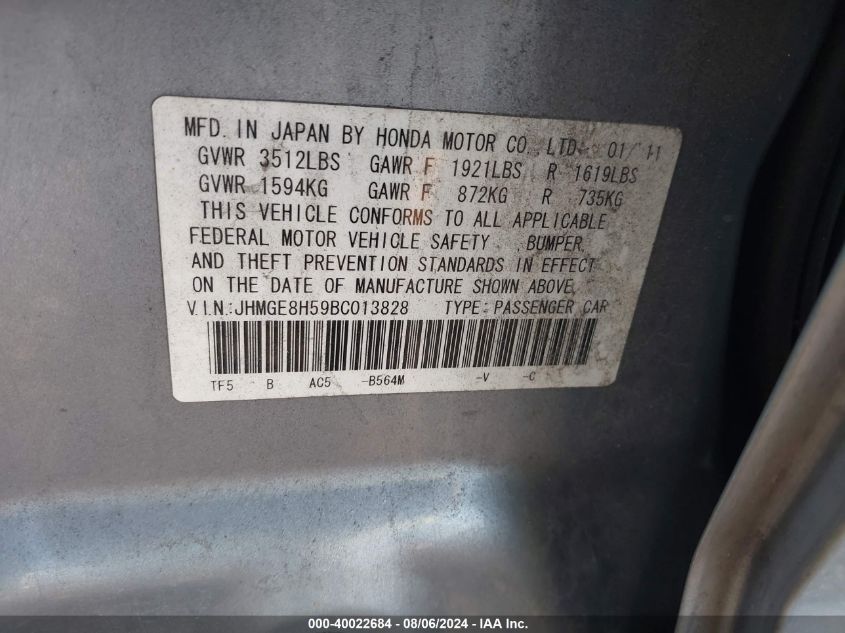 MFD. IN JAPAN BY HONDA MOTOR CO., LTD. 01/11
GVWR 3512LBS GAWR F 1921LBS R 1619LBS
GVWR 1594KG GAWR F 872KG R 735KG
THIS VEHICLE CONFORMS TO ALL APPLICABLE
FEDERAL MOTOR VEHICLE SAFETY, BUMPER,
AND THEFT PREVENTION STANDARDS IN EFFECT
ON THE DATE OF MANUFACTURE SHOWN ABOVE.
V.I.N.:JHMGE8H59BC013828 TYPE: PASSENGER CAR
TF5 B AC5 -B564M -V -C
000-40022684 - 08/06/2024 - IAA Inc.